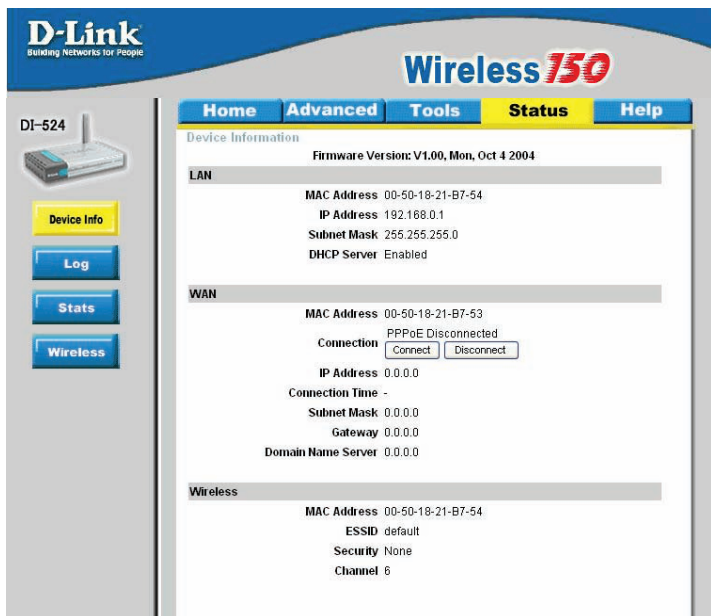 D-Link
Building Networks for People
Wireless 150
DI-524
Home Advanced Tools Status Help
Device Info
Log
Stats
Wireless
Device Information
Firmware Version: V1.00, Mon, Oct 4 2004
LAN
MAC Address 00-50-18-21-B7-54
IP Address 192.168.0.1
Subnet Mask 255.255.255.0
DHCP Server Enabled
WAN
MAC Address 00-50-18-21-B7-53
Connection PPPoE Disconnected
Connect Disconnect
IP Address 0.0.0.0
Connection Time -
Subnet Mask 0.0.0.0
Gateway 0.0.0.0
Domain Name Server 0.0.0.0
Wireless
MAC Address 00-50-18-21-B7-54
ESSID default
Security None
Channel 6